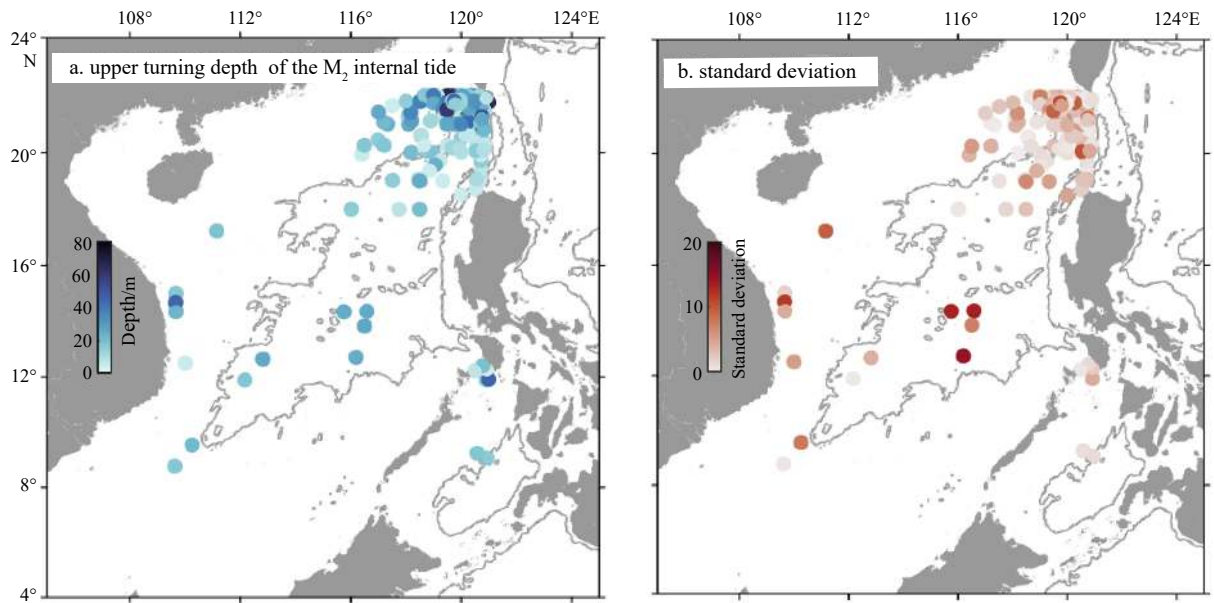 108° 112° 116° 120° 124°E
108° 112° 116° 120° 124°E
24°
N
a. upper turning depth of the M₂ internal tide
b. standard deviation
20°
16°
80
60
40
20
0
Depth/m
20
10
0
Standard deviation
12°
8°
4°